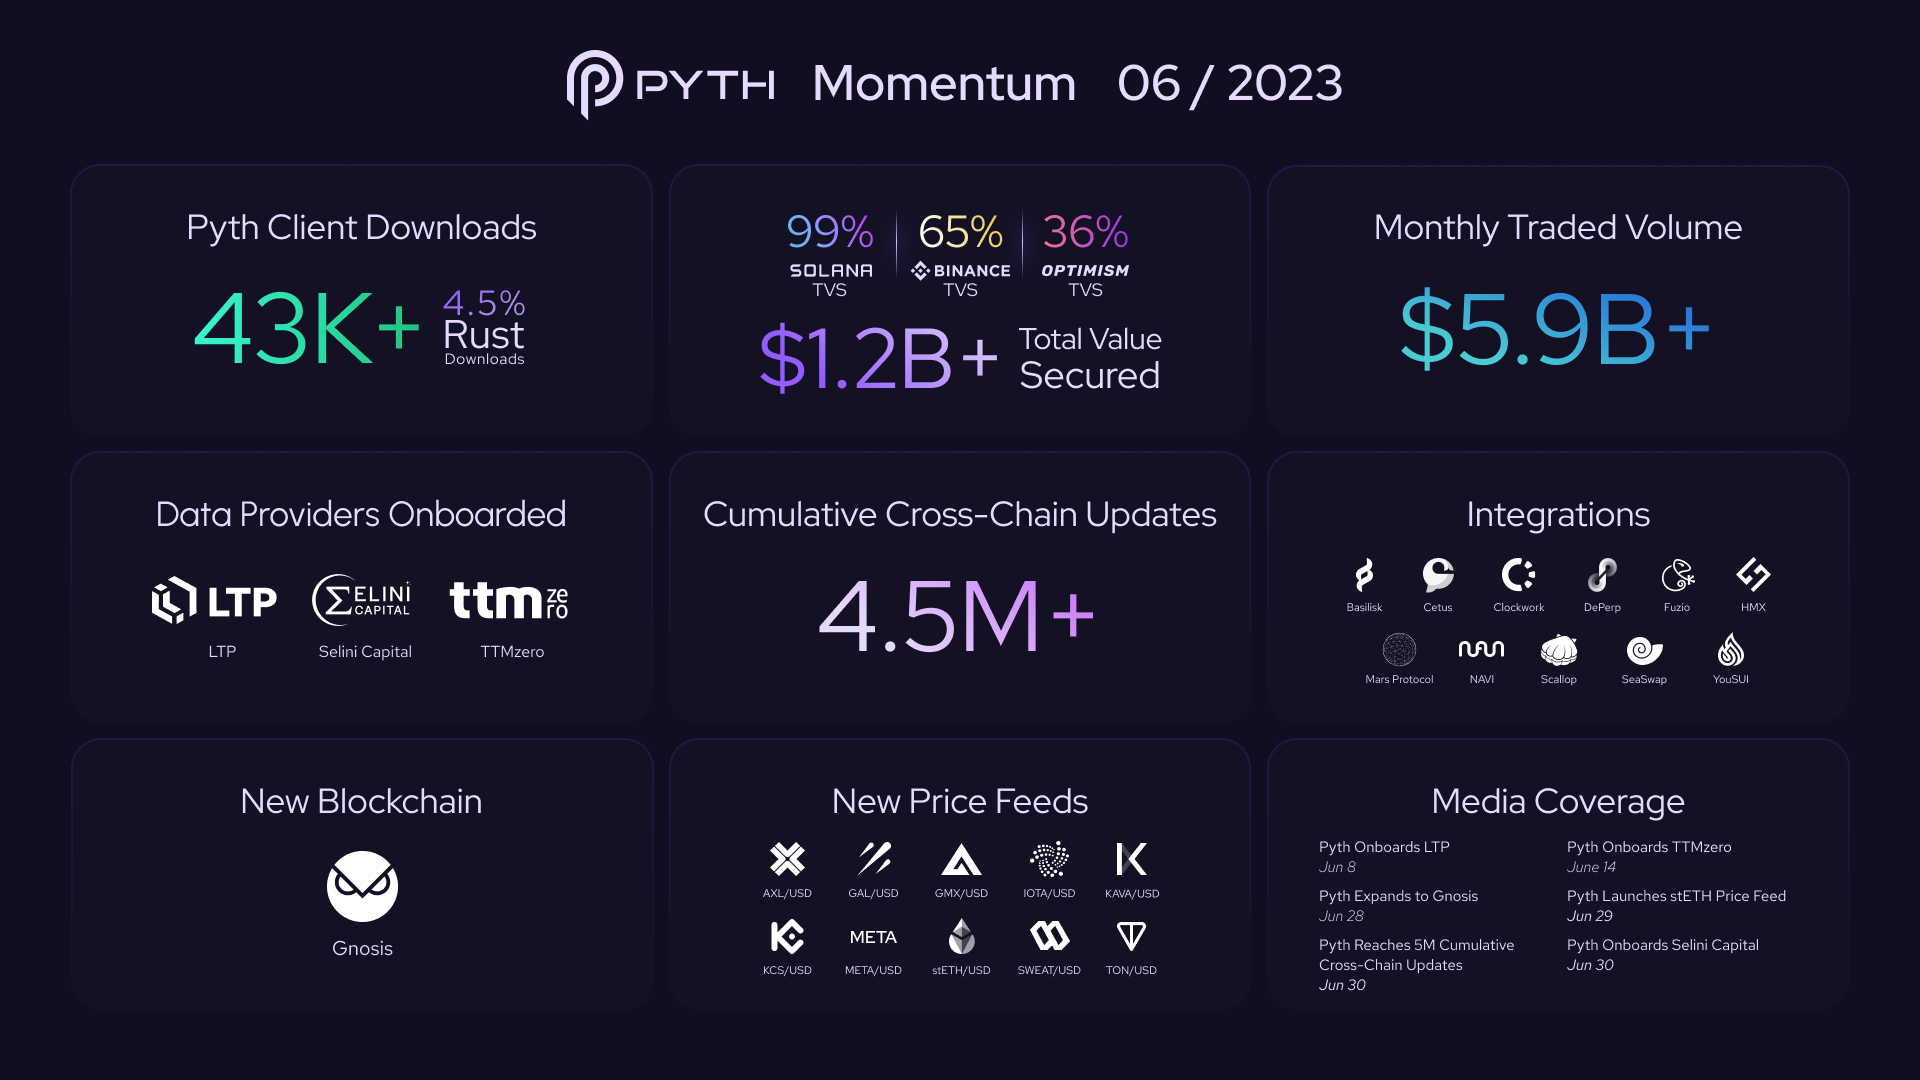 PYTH Momentum 06 / 2023
Pyth Client Downloads
43K+
4.5%
Rust
Downloads
99%
SOLANA
TVS
65%
BINANCE
TVS
36%
OPTIMISM
TVS
$1.2B+
Total Value
Secured
Monthly Traded Volume
$5.9B+
Data Providers Onboarded
LTP
LTP
ΣELINI
CAPITAL
Selini Capital
ttm
ze
ro
TTMzero
Cumulative Cross-Chain Updates
4.5M+
Integrations
Basilisk
Cetus
Clockwork
DePerp
Fuzio
HMX
Mars Protocol
NAVI
Scallop
SeaSwap
YouSUI
New Blockchain
Gnosis
New Price Feeds
AXL/USD
GAL/USD
GMX/USD
IOTA/USD
KAVA/USD
KCS/USD
META
META/USD
stETH/USD
SWEAT/USD
TON/USD
Media Coverage
Pyth Onboards LTP
Jun 8
Pyth Expands to Gnosis
Jun 28
Pyth Reaches 5M Cumulative
Cross-Chain Updates
Jun 30
Pyth Onboards TTMzero
June 14
Pyth Launches stETH Price Feed
Jun 29
Pyth Onboards Selini Capital
Jun 30